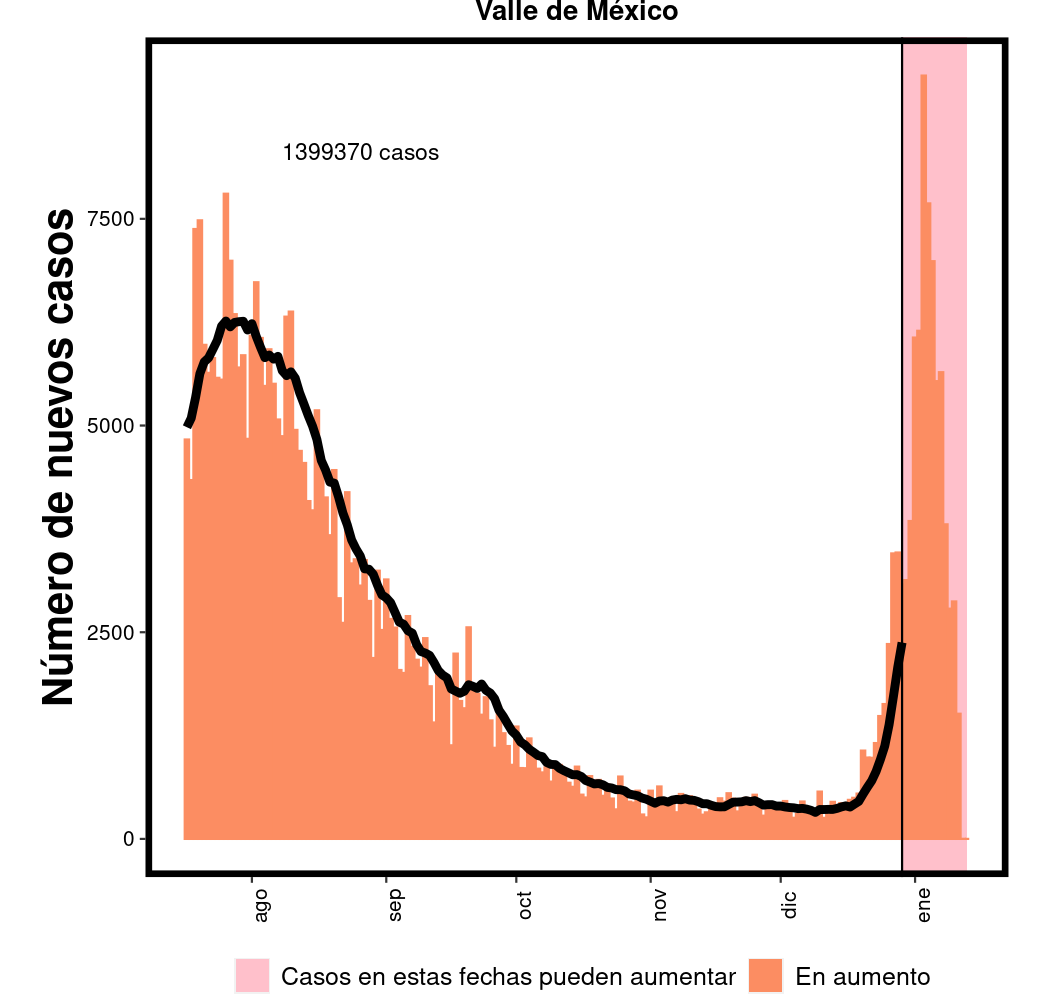 Valle de México
1399370 casos
Número de nuevos casos
7500
5000
2500
0
ago
sep
oct
nov
dic
ene
Casos en estas fechas pueden aumentar
En aumento